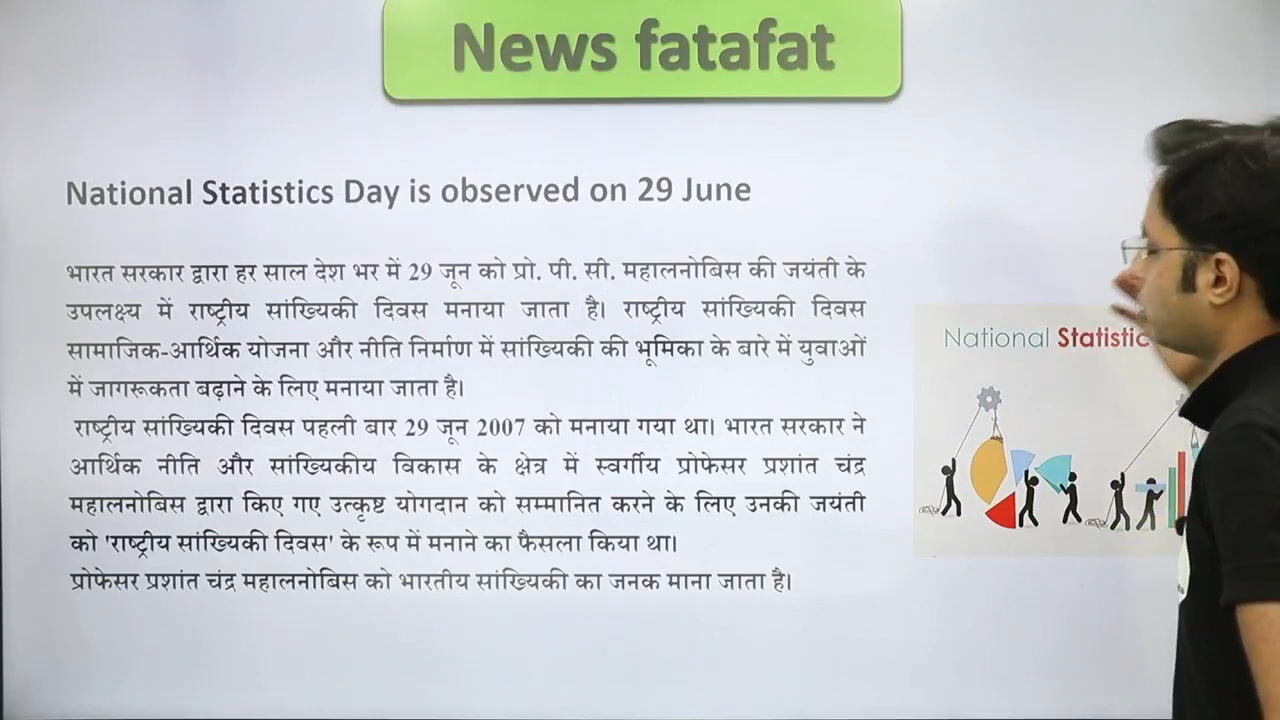 News fatafat
National Statistics Day is observed on 29 June
भारत सरकार द्वारा हर साल देश भर में 29 जून को प्रो. पी. सी. महालनोबिस की जयंती के
उपलक्ष्य में राष्ट्रीय सांख्यिकी दिवस मनाया जाता है। राष्ट्रीय सांख्यिकी दिवस
सामाजिक-आर्थिक योजना और नीति निर्माण में सांख्यिकी की भूमिका के बारे में युवाओं
में जागरूकता बढ़ाने के लिए मनाया जाता है।
राष्ट्रीय सांख्यिकी दिवस पहली बार 29 जून 2007 को मनाया गया था। भारत सरकार ने
आर्थिक नीति और सांख्यिकीय विकास के क्षेत्र में स्वर्गीय प्रोफेसर प्रशांत चंद्र
महालनोबिस द्वारा किए गए उत्कृष्ट योगदान को सम्मानित करने के लिए उनकी जयंती
को 'राष्ट्रीय सांख्यिकी दिवस' के रूप में मनाने का फैसला किया था।
प्रोफेसर प्रशांत चंद्र महालनोबिस को भारतीय सांख्यिकी का जनक माना जाता है।
National Statistic